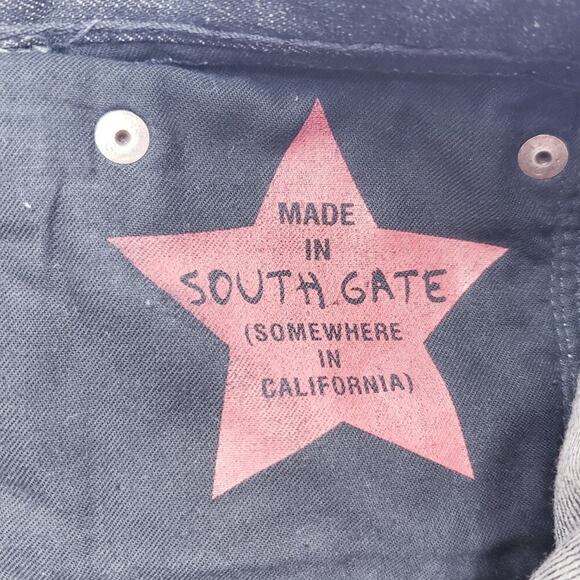 MADE
IN
SOUTH GATE
(SOMEWHERE
IN
CALIFORNIA)